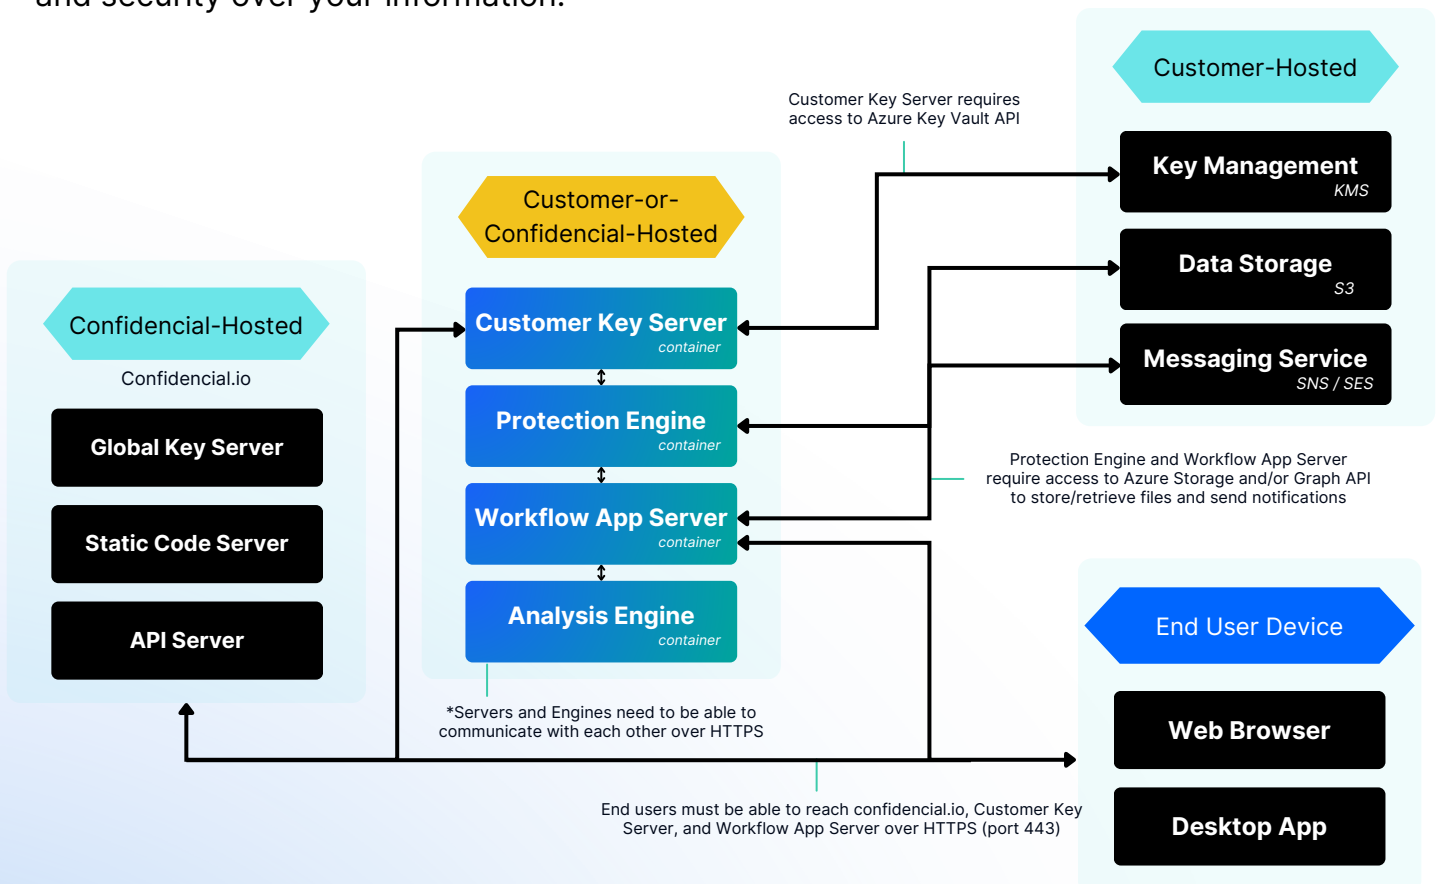 and security over your information.
Customer-Hosted
Customer Key Server requires
access to Azure Key Vault API
Key Management
KMS
Data Storage
S3
Messaging Service
SNS / SES
Customer-or-
Confidencial-Hosted
Customer Key Server
container
Protection Engine
container
Workflow App Server
container
Analysis Engine
container
*Servers and Engines need to be able to
communicate with each other over HTTPS
Confidencial-Hosted
Confidencial.io
Global Key Server
Static Code Server
API Server
Protection Engine and Workflow App Server
require access to Azure Storage and/or Graph API
to store/retrieve files and send notifications
End User Device
Web Browser
Desktop App
End users must be able to reach confidencial.io, Customer Key
Server, and Workflow App Server over HTTPS (port 443)